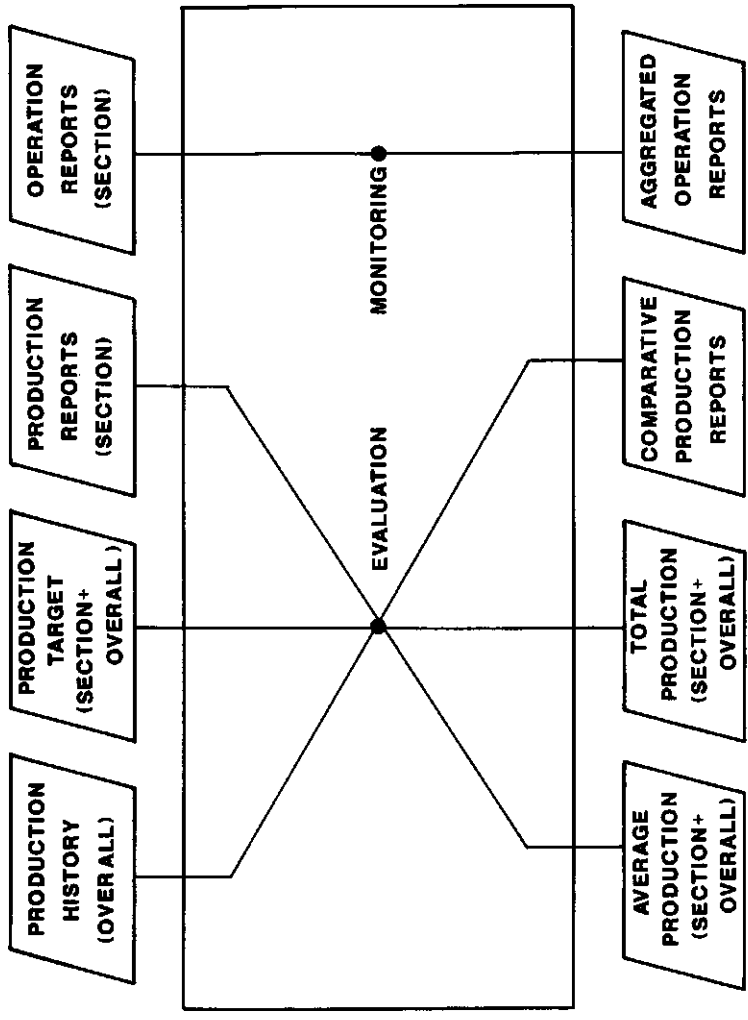 PRODUCTION
HISTORY
(OVERALL)
PRODUCTION
TARGET
(SECTION+
OVERALL)
PRODUCTION
REPORTS
(SECTION)
OPERATION
REPORTS
(SECTION)
EVALUATION
MONITORING
AVERAGE
PRODUCTION
(SECTION+
OVERALL)
TOTAL
PRODUCTION
(SECTION+
OVERALL)
COMPARATIVE
PRODUCTION
REPORTS
AGGREGATED
OPERATION
REPORTS